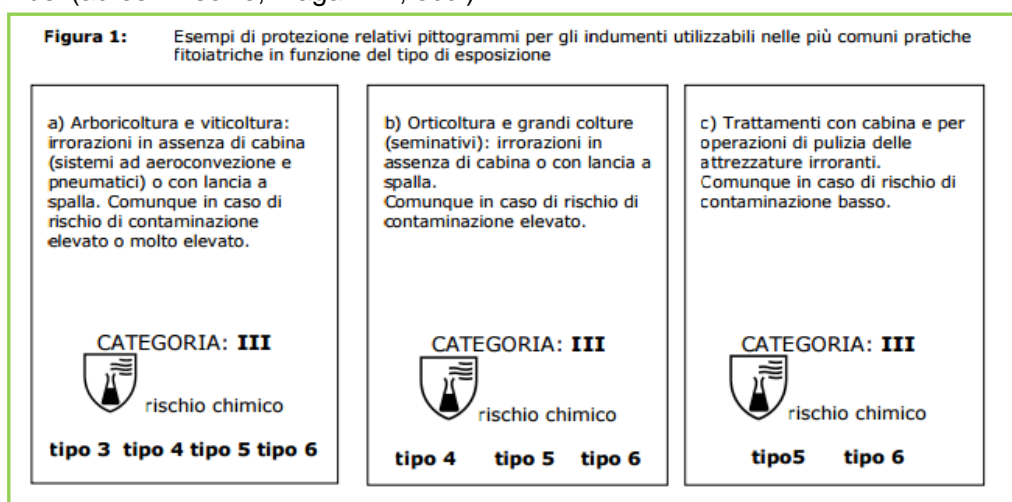 Figura 1: Esempi di protezione relativi pittogrammi per gli indumenti utilizzabili nelle più comuni pratiche
fitoiatriche in funzione del tipo di esposizione
a) Arboricoltura e viticoltura:
irrorazioni in assenza di cabina
(sistemi ad aeroconvezione e
pneumatici) o con lancia a
spalla. Comunque in caso di
rischio di contaminazione
elevato o molto elevato.
CATEGORIA: III
rischio chimico
tipo 3 tipo 4 tipo 5 tipo 6
b) Orticoltura e grandi colture
(seminativi): irrorazioni in
assenza di cabina o con lancia a
spalla.
Comunque in caso di rischio di
contaminazione elevato.
CATEGORIA: III
rischio chimico
tipo 4 tipo 5 tipo 6
c) Trattamenti con cabina e per
operazioni di pulizia delle
attrezzature irroranti.
Comunque in caso di rischio di
contaminazione basso.
CATEGORIA: III
rischio chimico
tipo5 tipo 6